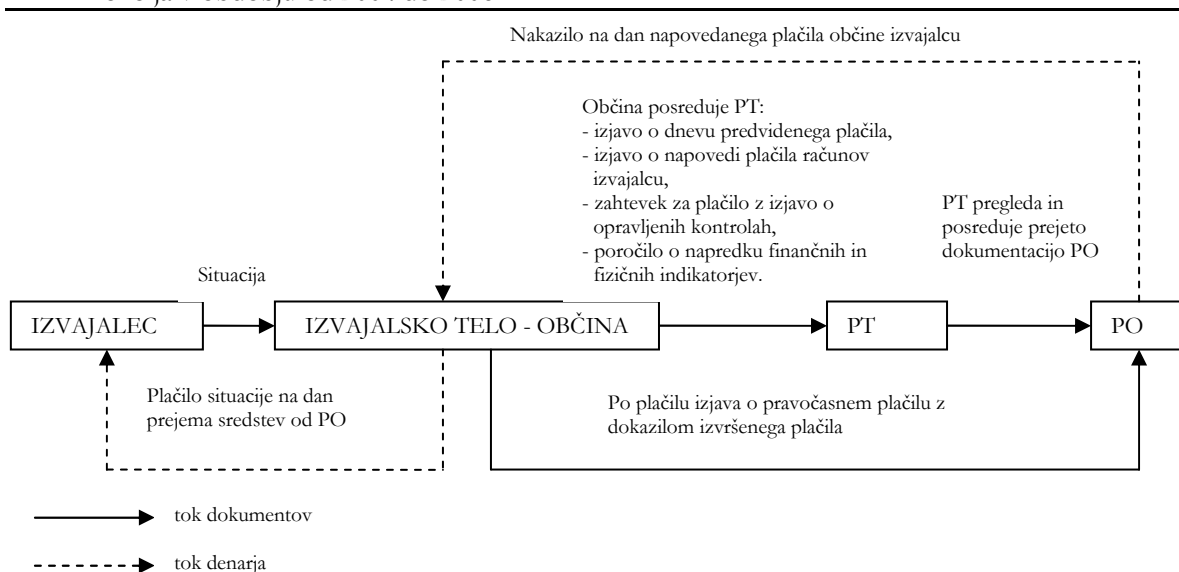 Nakazilo na dan napovedanega plačila občine izvajalcu
Občina posreduje PT:
- izjavo o dnevu predvidenega plačila,
- izjavo o napovedi plačila računov
izvajalcu,
- zahtevek za plačilo z izjavo o
opravljenih kontrolah,
- poročilo o napredku finančnih in
fizičnih indikatorjev.
PT pregleda in
posreduje prejeto
dokumentacijo PO
Situacija
IZVAJALEC
IZVAJALSKO TELO - OBČINA
PT
PO
Plačilo situacije na dan
prejema sredstev od PO
Po plačilu izjava o pravočasnem plačilu z
dokazilom izvršenega plačila
tok dokumentov
tok denarja